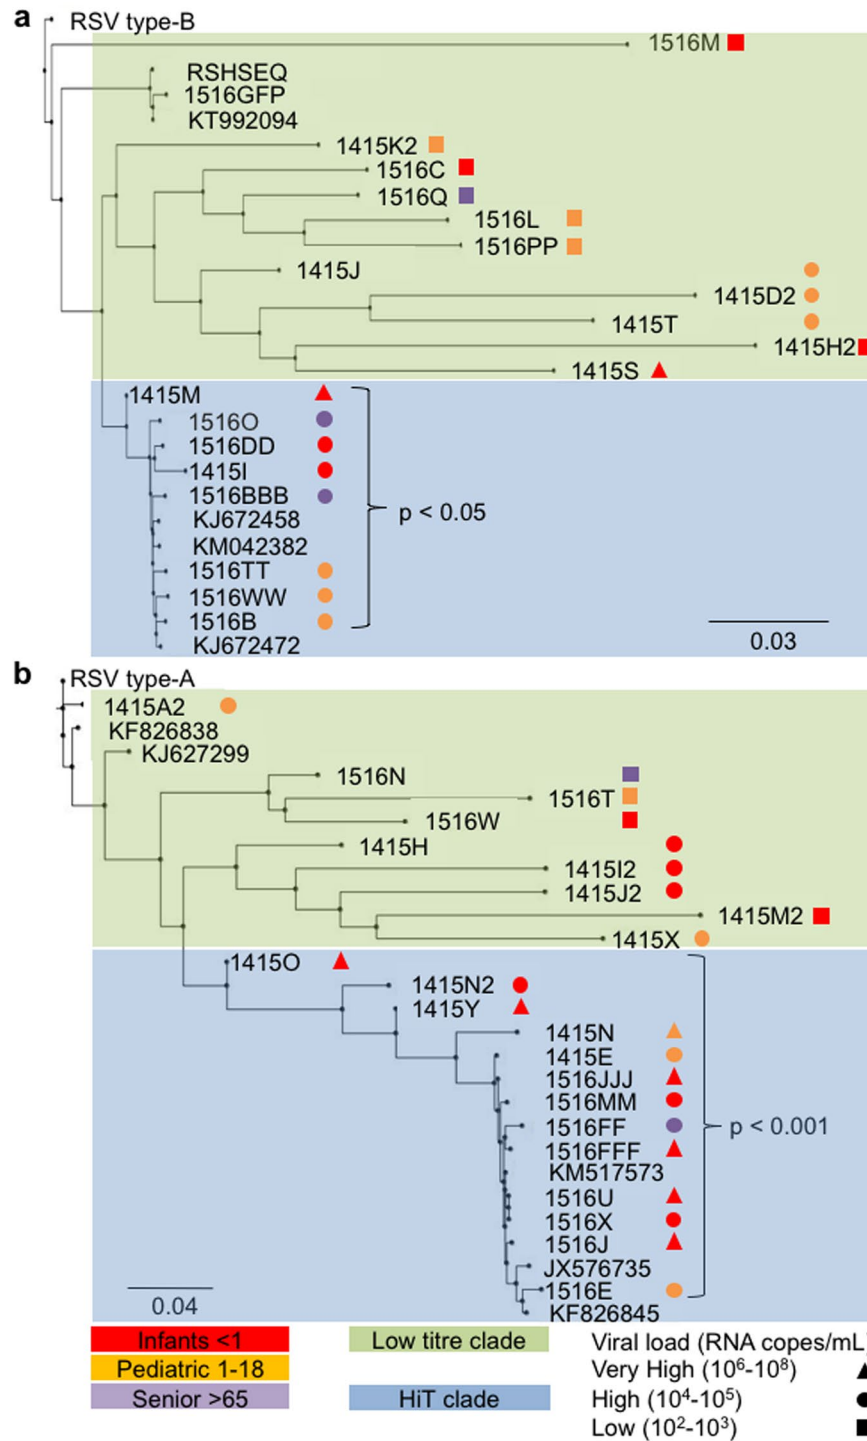 a
RSV type-B
1516M
RSHSEQ
1516GFP
KT992094
1415K2
1516C
1516Q
1516L
1516PP
1415J
1415D2
1415T
1415H2
1415S
1415M
1516O
1516DD
1415I
1516BBB
KJ672458
p < 0.05
KM042382
1516TT
1516WW
1516B
0.03
KJ672472
b
RSV type-A
1415A2
KF826838
KJ627299
1516N
1516T
1516W
1415H
1415I2
1415J2
1415M2
1415X
1415O
1415N2
1415Y
1415N
1415E
1516JJJ
1516MM
1516FF
p < 0.001
1516FFF
KM517573
1516U
1516X
1516J
JX576735
1516E
0.04
KF826845
Infants <1
Low titre clade
Viral load (RNA copes/mL)
Pediatric 1-18
Very High (10⁶-10⁸)
Senior >65
HiT clade
High (10⁴-10⁵)
Low (10²-10³)